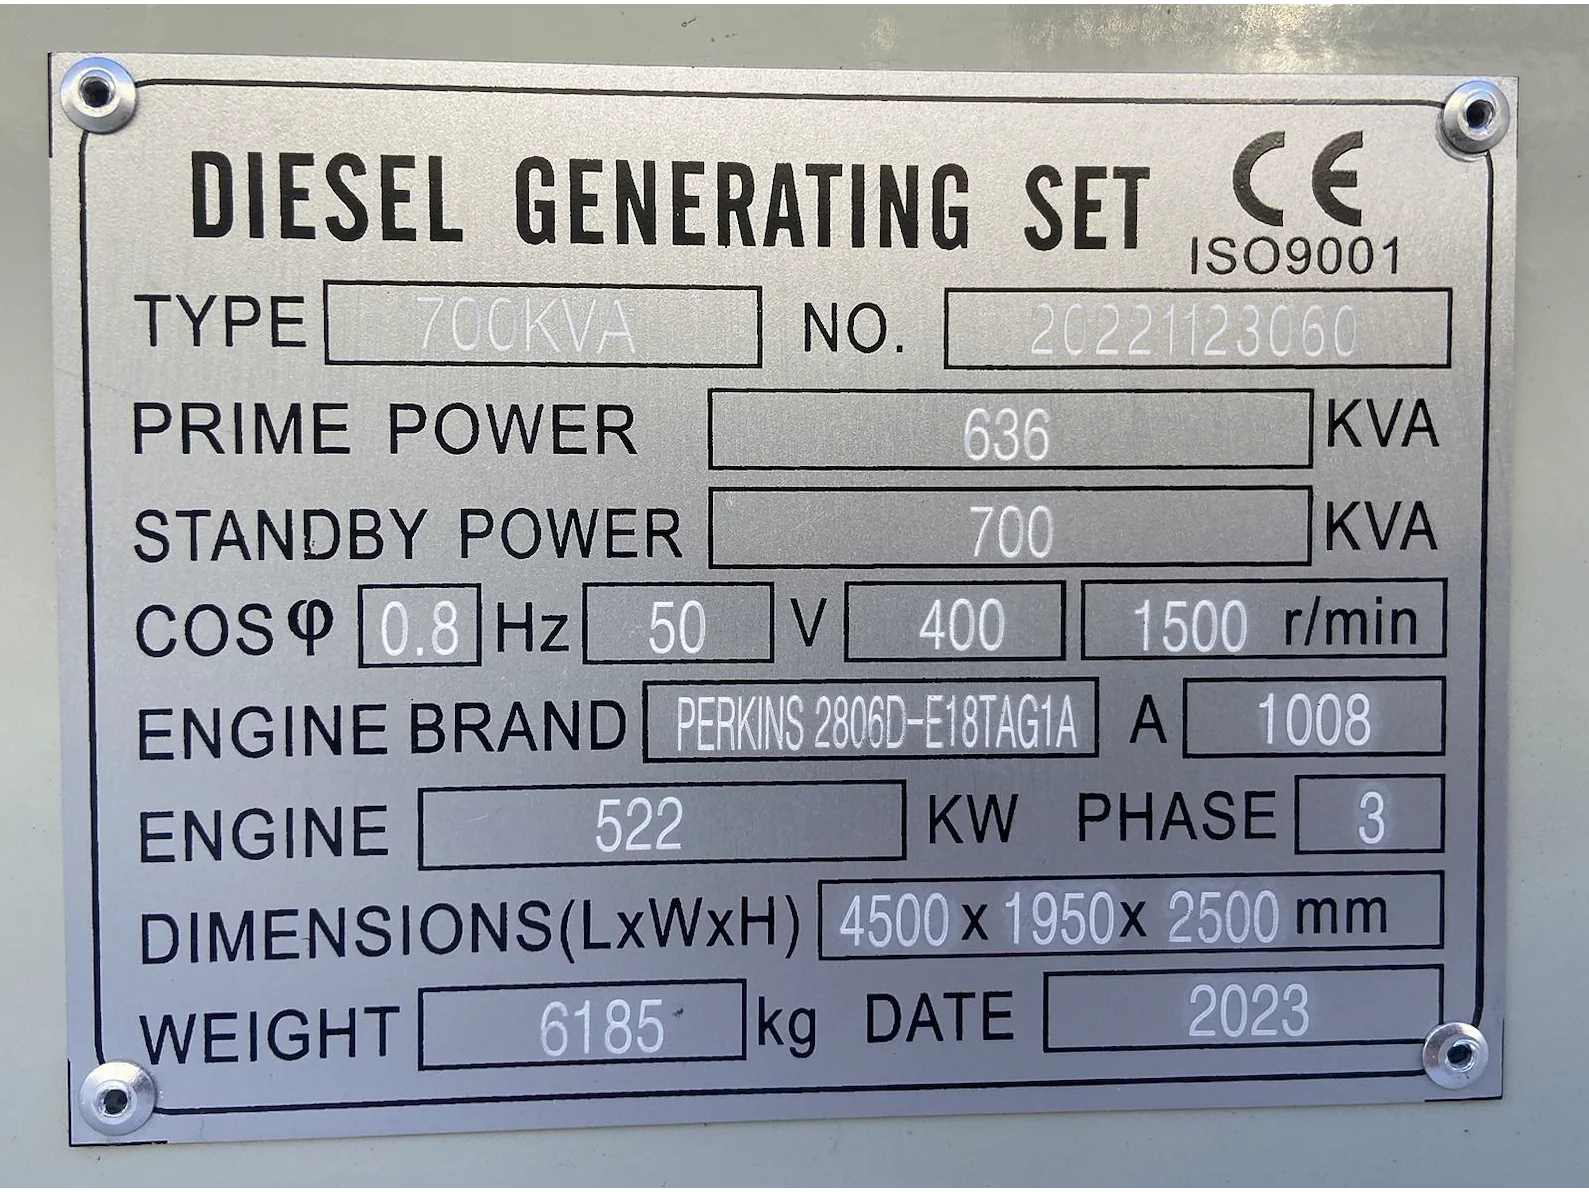 DIESEL GENERATING SET CE
ISO9001
TYPE 700KVA NO. 20221123060
PRIME POWER 636 KVA
STANDBY POWER 700 KVA
COSφ 0.8 Hz 50 V 400 1500 r/min
ENGINE BRAND PERKINS 2806D-E18TAG1A A 1008
ENGINE 522 KW PHASE 3
DIMENSIONS(LxWxH) 4500 x 1950 x 2500 mm
WEIGHT 6185 kg DATE 2023